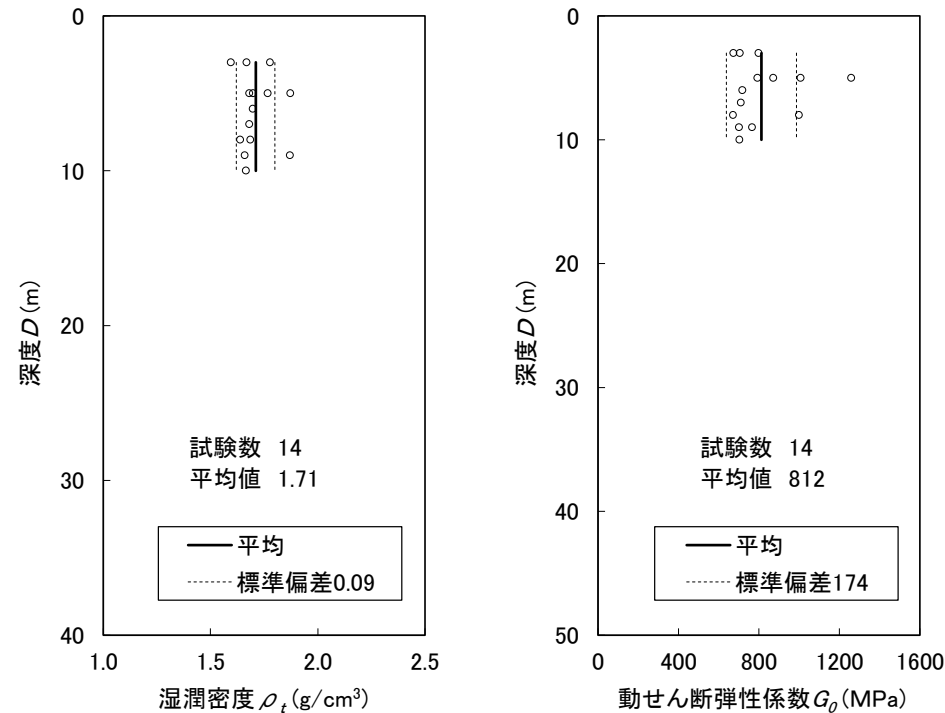 0
10
20
30
40
深度D(m)
試験数 14
平均値 1.71
平均
標準偏差0.09
1.0 1.5 2.0 2.5
湿潤密度ρt(g/cm³)
0
10
20
30
40
50
深度D(m)
試験数 14
平均値 812
平均
標準偏差174
0 400 800 1200 1600
動せん断弾性係数G0(MPa)